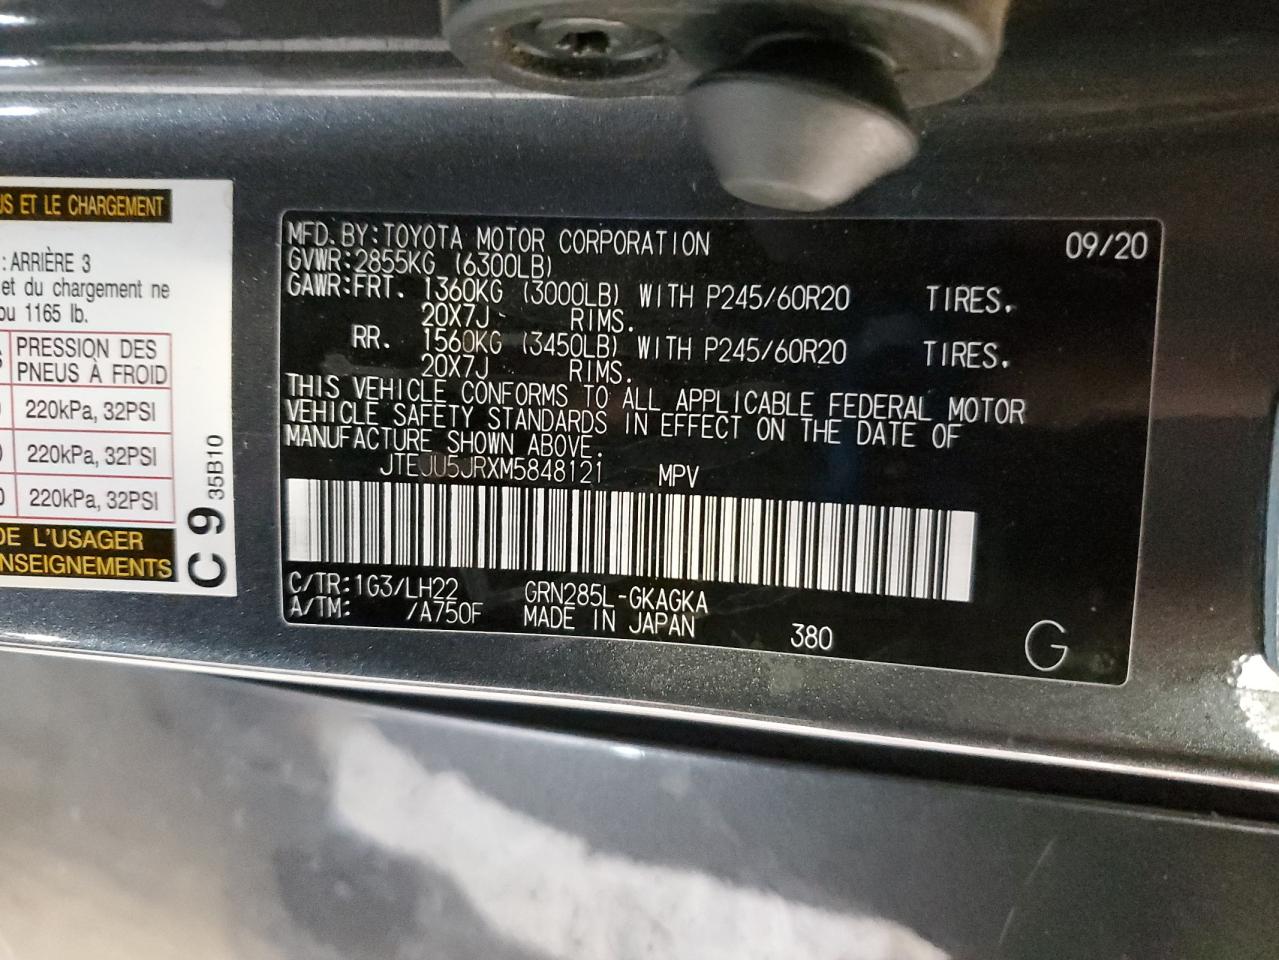 US ET LE CHARGEMENT
: ARRIÈRE 3
et du chargement ne
ou 1165 lb.
PRESSION DES
PNEUS À FROID
220kPa, 32PSI
220kPa, 32PSI
220kPa, 32PSI
DE L'USAGER
NSEIGNEMENTS
C 9 35B10
MFD.BY:TOYOTA MOTOR CORPORATION 09/20
GVWR:2855KG (6300LB)
GAWR:FRT. 1360KG (3000LB) WITH P245/60R20 TIRES.
20X7J RIMS.
RR. 1560KG (3450LB) WITH P245/60R20 TIRES.
20X7J RIMS.
THIS VEHICLE CONFORMS TO ALL APPLICABLE FEDERAL MOTOR
VEHICLE SAFETY STANDARDS IN EFFECT ON THE DATE OF
MANUFACTURE SHOWN ABOVE.
JTEJU5JRXM5848121 MPV
C/TR:1G3/LH22 GRN285L-GKAGKA
A/TM: /A750F MADE IN JAPAN 380 G